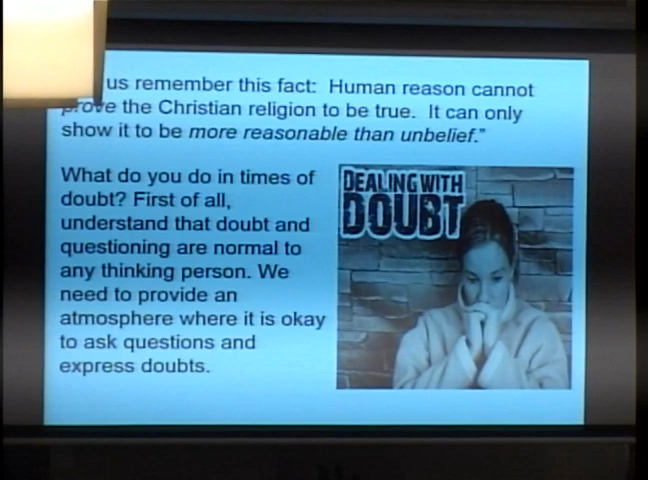 us remember this fact: Human reason cannot
prove the Christian religion to be true. It can only
show it to be more reasonable than unbelief."
What do you do in times of
doubt? First of all,
understand that doubt and
questioning are normal to
any thinking person. We
need to provide an
atmosphere where it is okay
to ask questions and
express doubts.
DEALING WITH
DOUBT